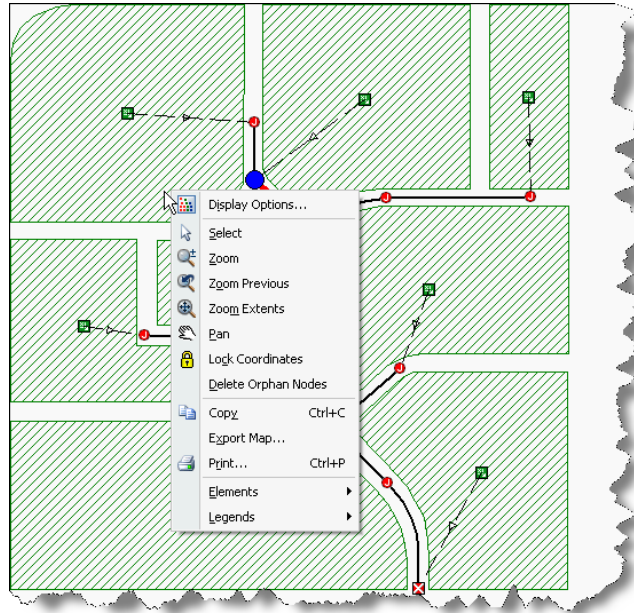 Display Options...
Select
Zoom
Zoom Previous
Zoom Extents
Pan
Lock Coordinates
Delete Orphan Nodes
Copy Ctrl+C
Export Map...
Print... Ctrl+P
Elements
Legends
J
J
J
J
J
J